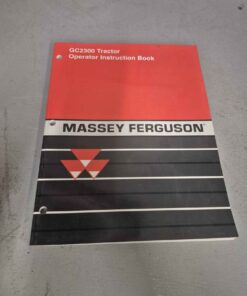 GC2300 Tractor
Operator Instruction Book
MASSEY FERGUSON